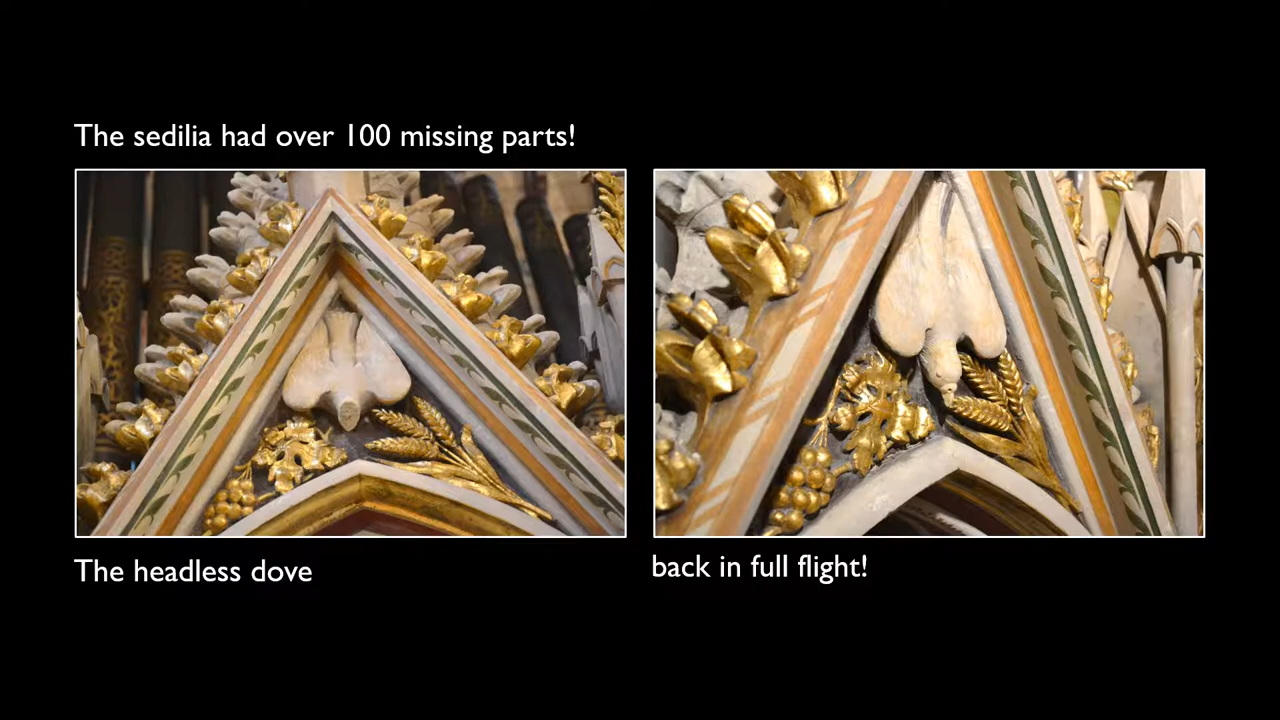 The sedilia had over 100 missing parts!
The headless dove
back in full flight!